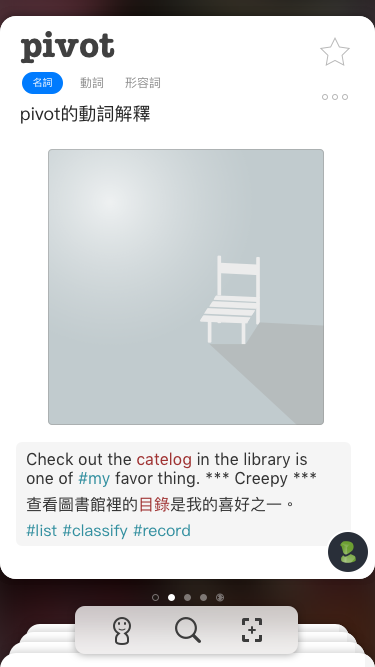 pivot
名詞 動詞 形容詞
pivot的動詞解釋
Check out the catelog in the library is
one of #my favor thing. *** Creepy ***
查看圖書館裡的目錄是我的喜好之一。
#list #classify #record